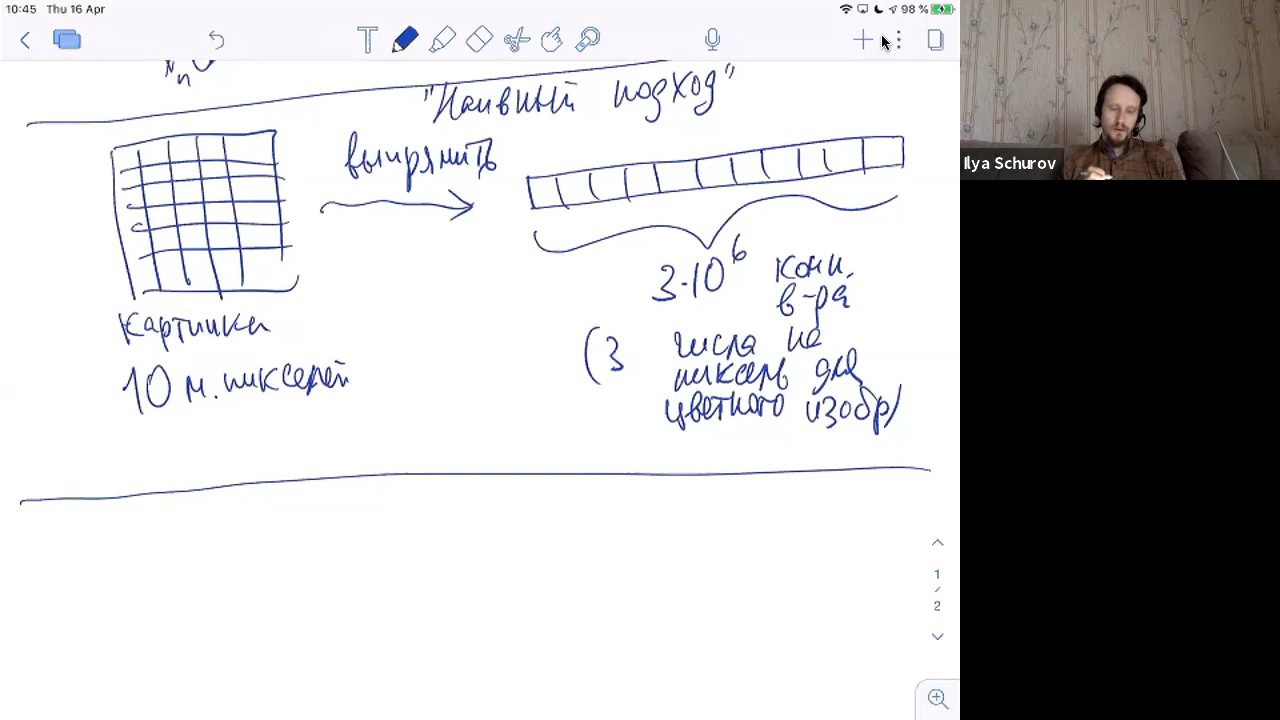 10:45 Thu 16 Apr
98 %
"Наивный подход"
выпрямить
3·10⁶ комп.
в-ра
Картинка
10 м. пикселей
(3 числа на
пиксель для
цветного изобр)
Ilya Schurov
1
/
2